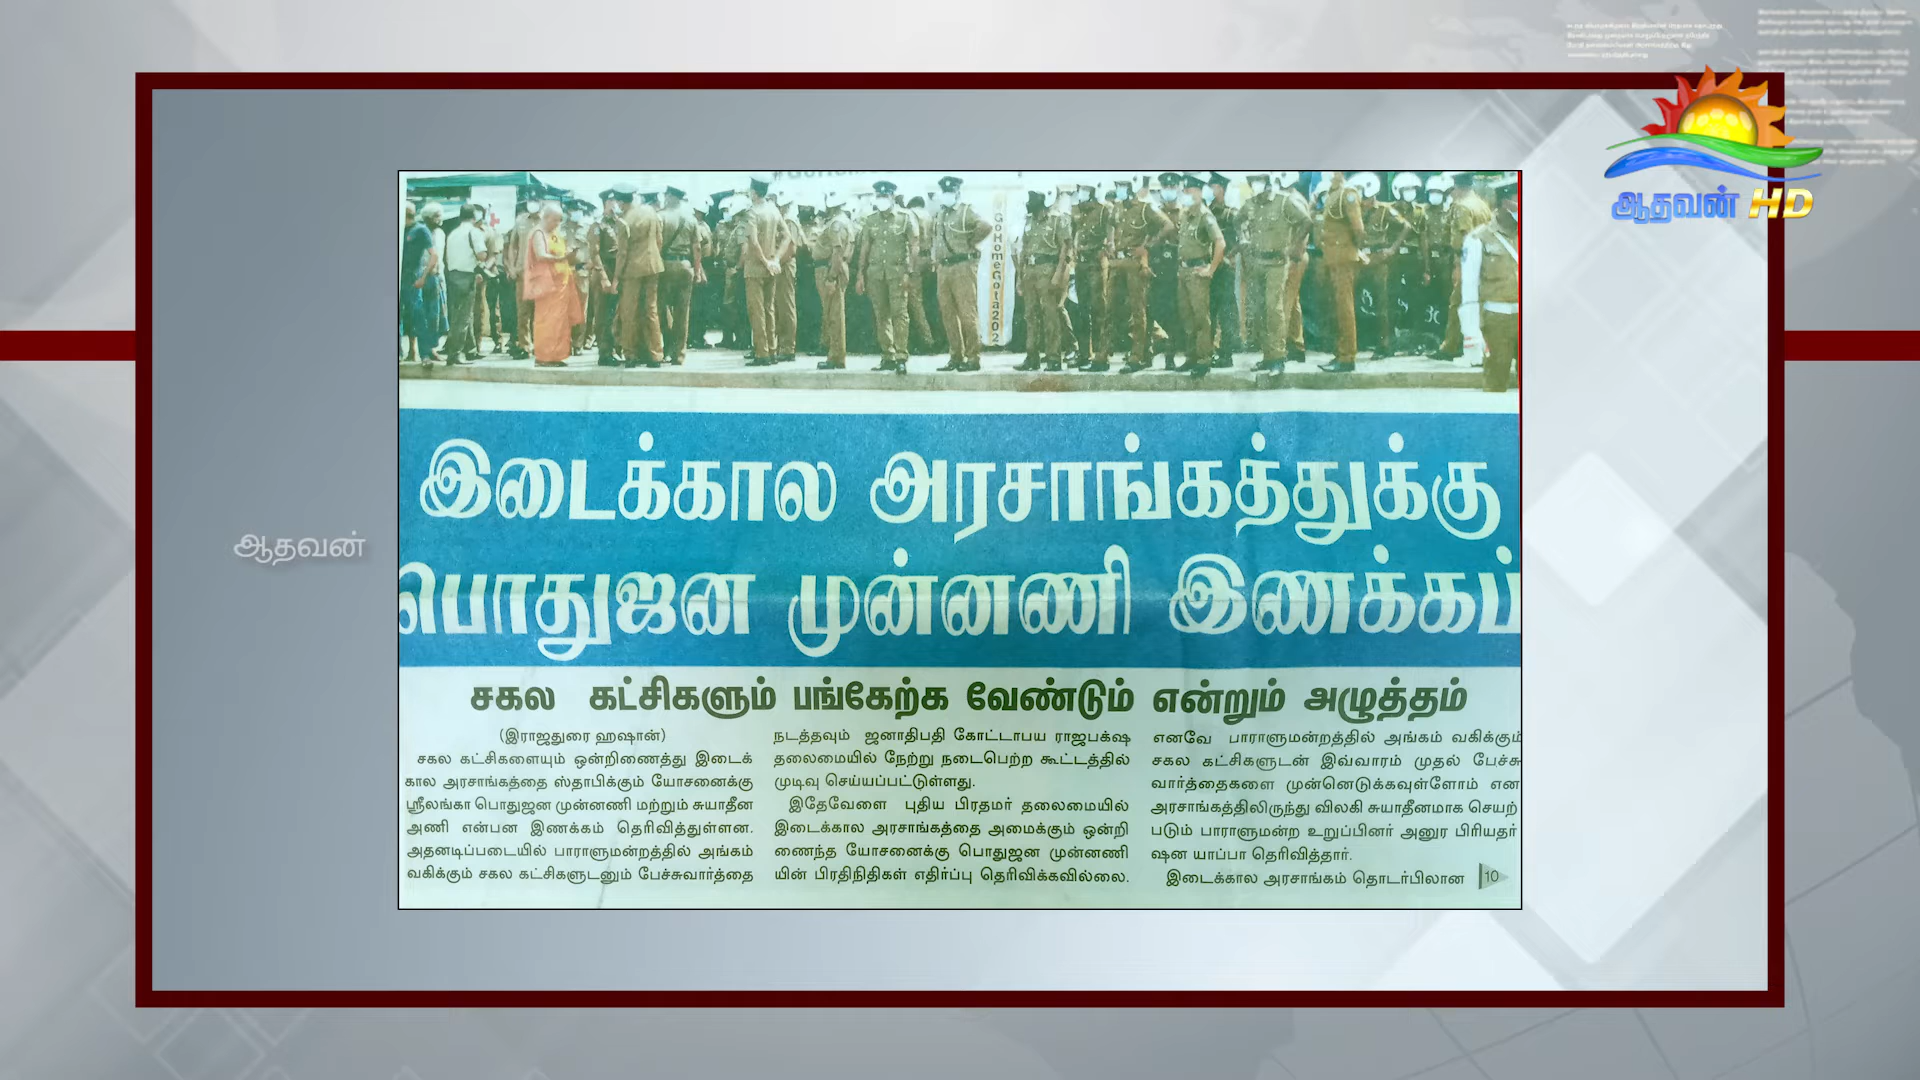 ஆதவன் HD
#GoHomeGota202
இடைக்கால அரசாங்கத்துக்கு
பொதுஜன முன்னணி இணக்கப்
சகல கட்சிகளும் பங்கேற்க வேண்டும் என்றும் அழுத்தம்
(இராஜதுரை ஹஷான்)
சகல கட்சிகளையும் ஒன்றிணைத்து இடைக்
கால அரசாங்கத்தை ஸ்தாபிக்கும் யோசனைக்கு
ஸ்ரீலங்கா பொதுஜன முன்னணி மற்றும் சுயாதீன
அணி என்பன இணக்கம் தெரிவித்துள்ளன.
அதனடிப்படையில் பாராளுமன்றத்தில் அங்கம்
வகிக்கும் சகல கட்சிகளுடனும் பேச்சுவார்த்தை
நடத்தவும் ஜனாதிபதி கோட்டாபய ராஜபக்ஷ
தலைமையில் நேற்று நடைபெற்ற கூட்டத்தில்
முடிவு செய்யப்பட்டுள்ளது.
இதேவேளை புதிய பிரதமர் தலைமையில்
இடைக்கால அரசாங்கத்தை அமைக்கும் ஒன்றி
ணைந்த யோசனைக்கு பொதுஜன முன்னணி
யின் பிரதிநிதிகள் எதிர்ப்பு தெரிவிக்கவில்லை.
எனவே பாராளுமன்றத்தில் அங்கம் வகிக்கும்
சகல கட்சிகளுடன் இவ்வாரம் முதல் பேச்சு
வார்த்தைகளை முன்னெடுக்கவுள்ளோம் என
அரசாங்கத்திலிருந்து விலகி சுயாதீனமாக செயற்
படும் பாராளுமன்ற உறுப்பினர் அனுர பிரியதர்
ஷன யாப்பா தெரிவித்தார்.
இடைக்கால அரசாங்கம் தொடர்பிலான 10
ஆதவன்